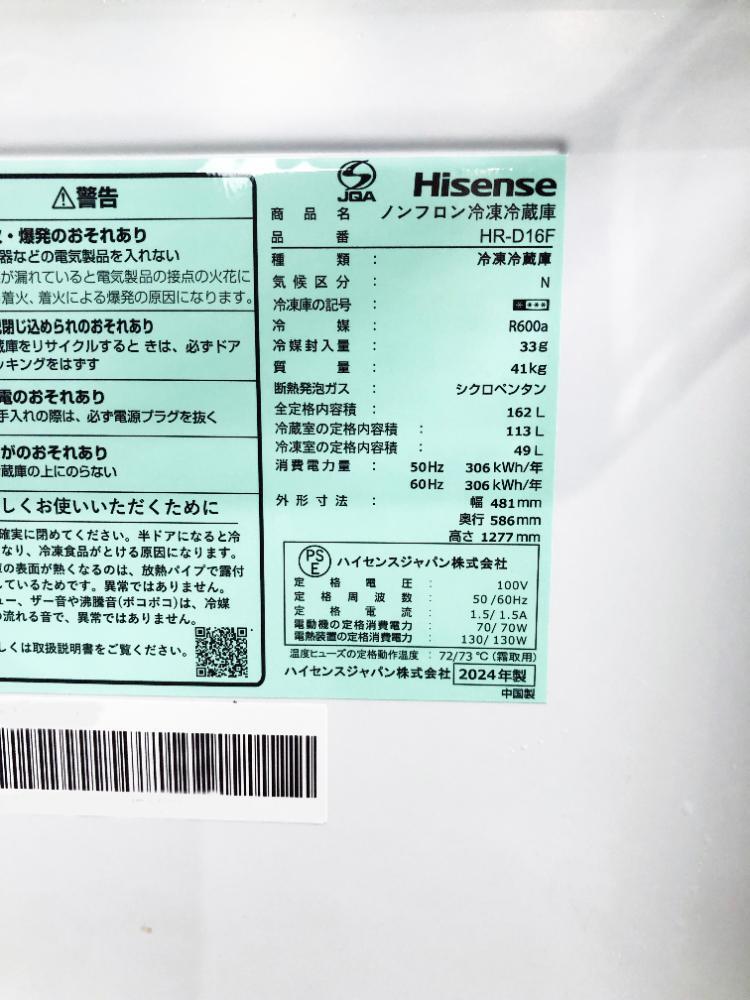 ⚠警告
・爆発のおそれあり
器などの電気製品を入れない
が漏れていると電気製品の接点の火花に
着火、着火による爆発の原因になります。
閉じ込められのおそれあり
蔵庫をリサイクルすると きは、必ずドア
ッキングをはずす
電のおそれあり
手入れの際は、必ず電源プラグを抜く
がのおそれあり
蔵庫の上にのらない
しくお使いいただくために
確実に閉めてください。半ドアになると冷
なり、冷凍食品がとける原因になります。
の表面が熱くなるのは、放熱パイプで露付
しているためです。異常ではありません。
ュー、ザー音や沸騰音(ボコボコ)は、冷媒
の流れる音で、異常ではありません。
しくは取扱説明書をご覧ください。
JQA
Hisense
商品名 ノンフロン冷凍冷蔵庫
品番 HR-D16F
種類 : 冷凍冷蔵庫
気候区分 : N
冷凍庫の記号 :
冷媒 : R600a
冷媒封入量 : 33g
質量 : 41kg
断熱発泡ガス : シクロペンタン
全定格内容積 : 162 L
冷蔵室の定格内容積 : 113 L
冷凍室の定格内容積 : 49 L
消費電力量 : 50Hz 306 kWh/年
60Hz 306 kWh/年
外形寸法 : 幅 481mm
奥行 586mm
高さ 1277mm
PSE ハイセンスジャパン株式会社
定格電圧 : 100V
定格周波数 : 50/60Hz
定格電流 : 1.5/ 1.5A
電動機の定格消費電力 : 70/ 70W
電熱装置の定格消費電力 : 130/ 130W
温度ヒューズの定格動作温度 : 72/73 ℃ (霜取用)
ハイセンスジャパン株式会社 2024年製
中国製